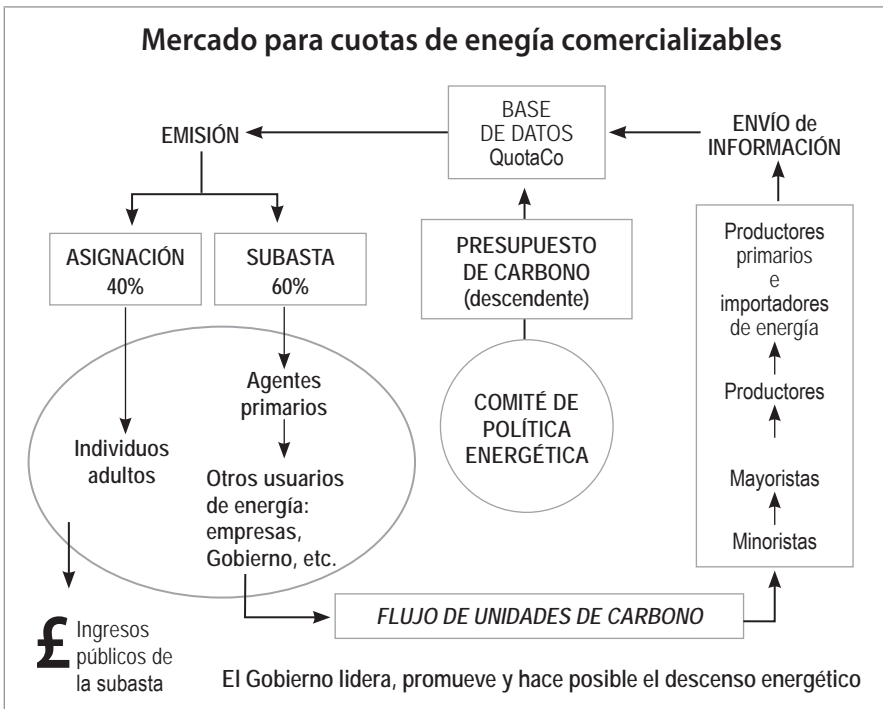 Mercado para cuotas de enegía comercializables
EMISIÓN
BASE
DE DATOS
QuotaCo
ENVÍO de
INFORMACIÓN
ASIGNACIÓN
40%
SUBASTA
60%
PRESUPUESTO
DE CARBONO
(descendente)
Productores
primarios
e
importadores
de energía
Agentes
primarios
COMITÉ DE
POLÍTICA
ENERGÉTICA
Productores
Individuos
adultos
Otros usuarios
de energía:
empresas,
Gobierno, etc.
Mayoristas
Minoristas
FLUJO DE UNIDADES DE CARBONO
£ Ingresos
públicos de
la subasta
El Gobierno lidera, promueve y hace posible el descenso energético